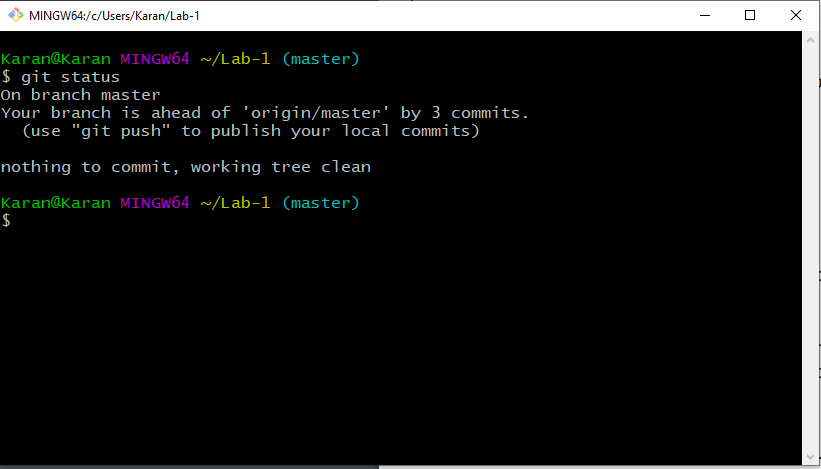 MINGW64:/c/Users/Karan/Lab-1
Karan@Karan MINGW64 ~/Lab-1 (master)
$ git status
On branch master
Your branch is ahead of 'origin/master' by 3 commits.
  (use "git push" to publish your local commits)
nothing to commit, working tree clean
Karan@Karan MINGW64 ~/Lab-1 (master)
$